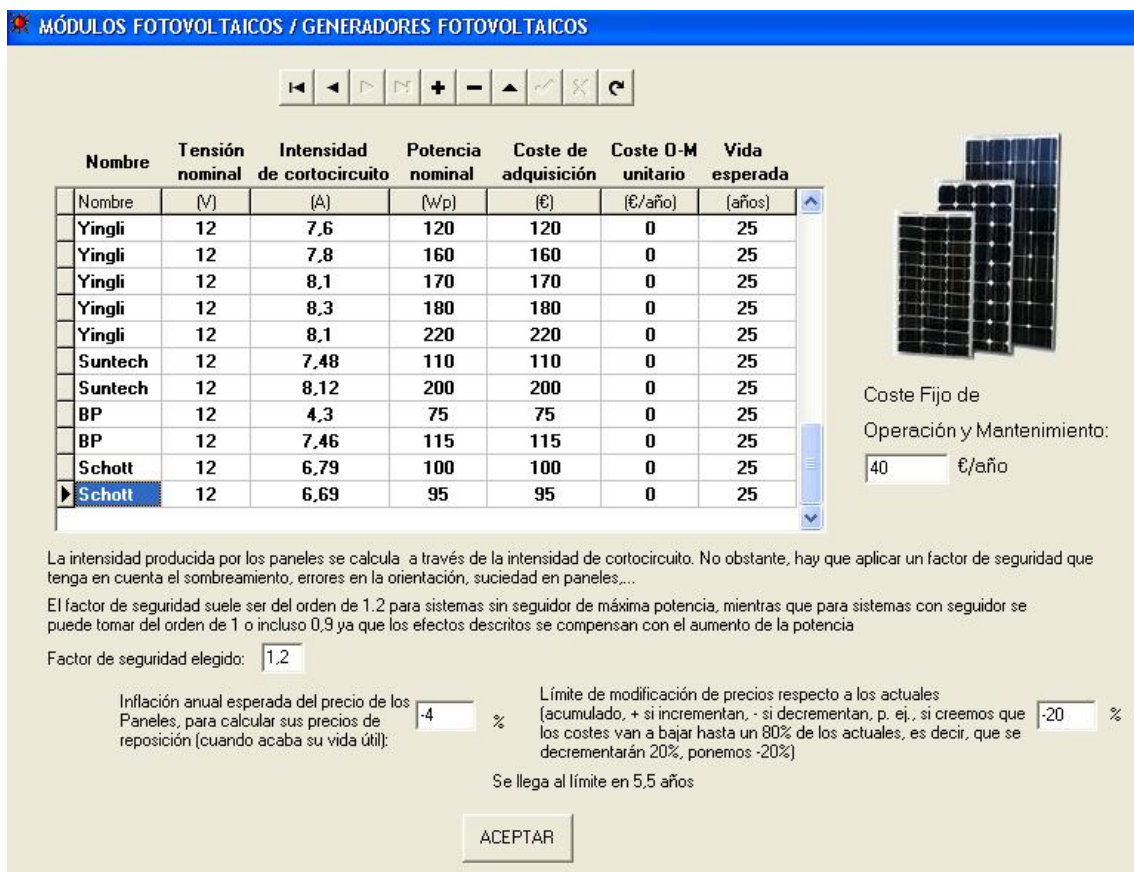 MÓDULOS FOTOVOLTAICOS / GENERADORES FOTOVOLTAICOS
Nombre Tensión nominal Intensidad de cortocircuito Potencia nominal Coste de adquisición Coste O-M unitario Vida esperada
Nombre (V) (A) (Wp) (€) (€/año) (años)
Yingli 12 7,6 120 120 0 25
Yingli 12 7,8 160 160 0 25
Yingli 12 8,1 170 170 0 25
Yingli 12 8,3 180 180 0 25
Yingli 12 8,1 220 220 0 25
Suntech 12 7,48 110 110 0 25
Suntech 12 8,12 200 200 0 25
BP 12 4,3 75 75 0 25
BP 12 7,46 115 115 0 25
Schott 12 6,79 100 100 0 25
Schott 12 6,69 95 95 0 25
Coste Fijo de
Operación y Mantenimiento:
40 €/año
La intensidad producida por los paneles se calcula a través de la intensidad de cortocircuito. No obstante, hay que aplicar un factor de seguridad que
tenga en cuenta el sombreamiento, errores en la orientación, suciedad en paneles,...
El factor de seguridad suele ser del orden de 1.2 para sistemas sin seguidor de máxima potencia, mientras que para sistemas con seguidor se
puede tomar del orden de 1 o incluso 0,9 ya que los efectos descritos se compensan con el aumento de la potencia
Factor de seguridad elegido: 1,2
Inflación anual esperada del precio de los
Paneles, para calcular sus precios de
reposición (cuando acaba su vida útil):
-4 %
Límite de modificación de precios respecto a los actuales
(acumulado, + si incrementan, - si decrementan, p. ej., si creemos que
los costes van a bajar hasta un 80% de los actuales, es decir, que se
decrementarán 20%, ponemos -20%)
-20 %
Se llega al límite en 5,5 años
ACEPTAR